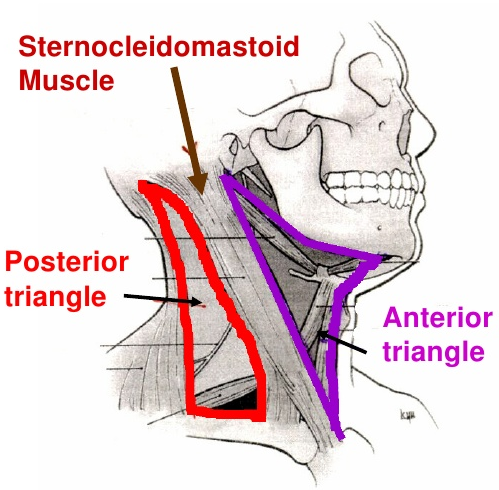 Sternocleidomastoid
Muscle
Posterior
triangle
Anterior
triangle